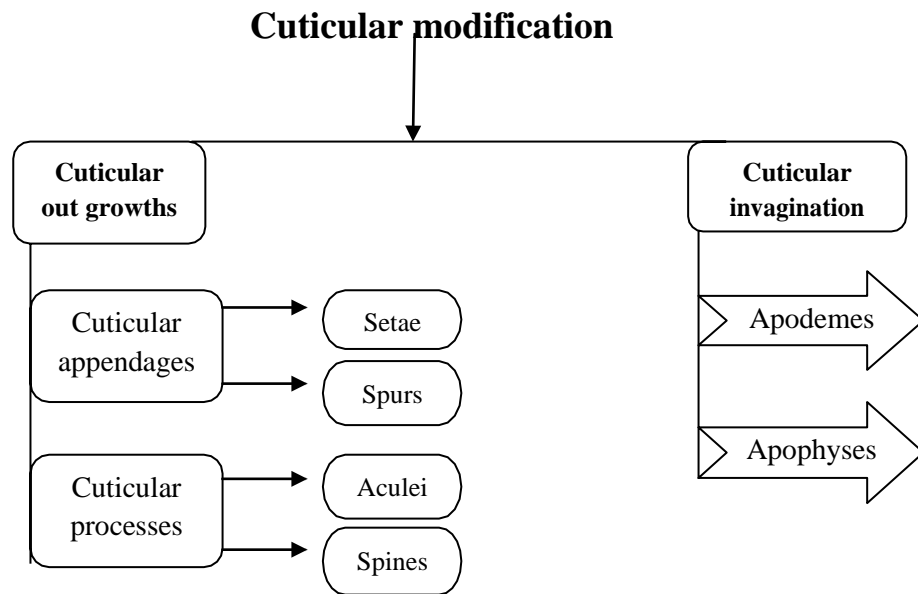 Cuticular modification
Cuticular
out growths
Cuticular
invagination
Cuticular
appendages
Setae
Spurs
Cuticular
processes
Aculei
Spines
Apodemes
Apophyses